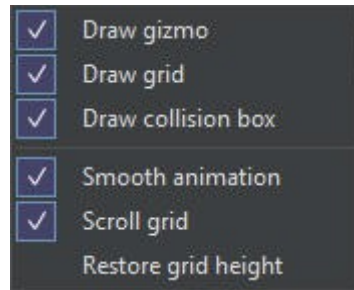 Draw gizmo
Draw grid
Draw collision box
Smooth animation
Scroll grid
Restore grid height